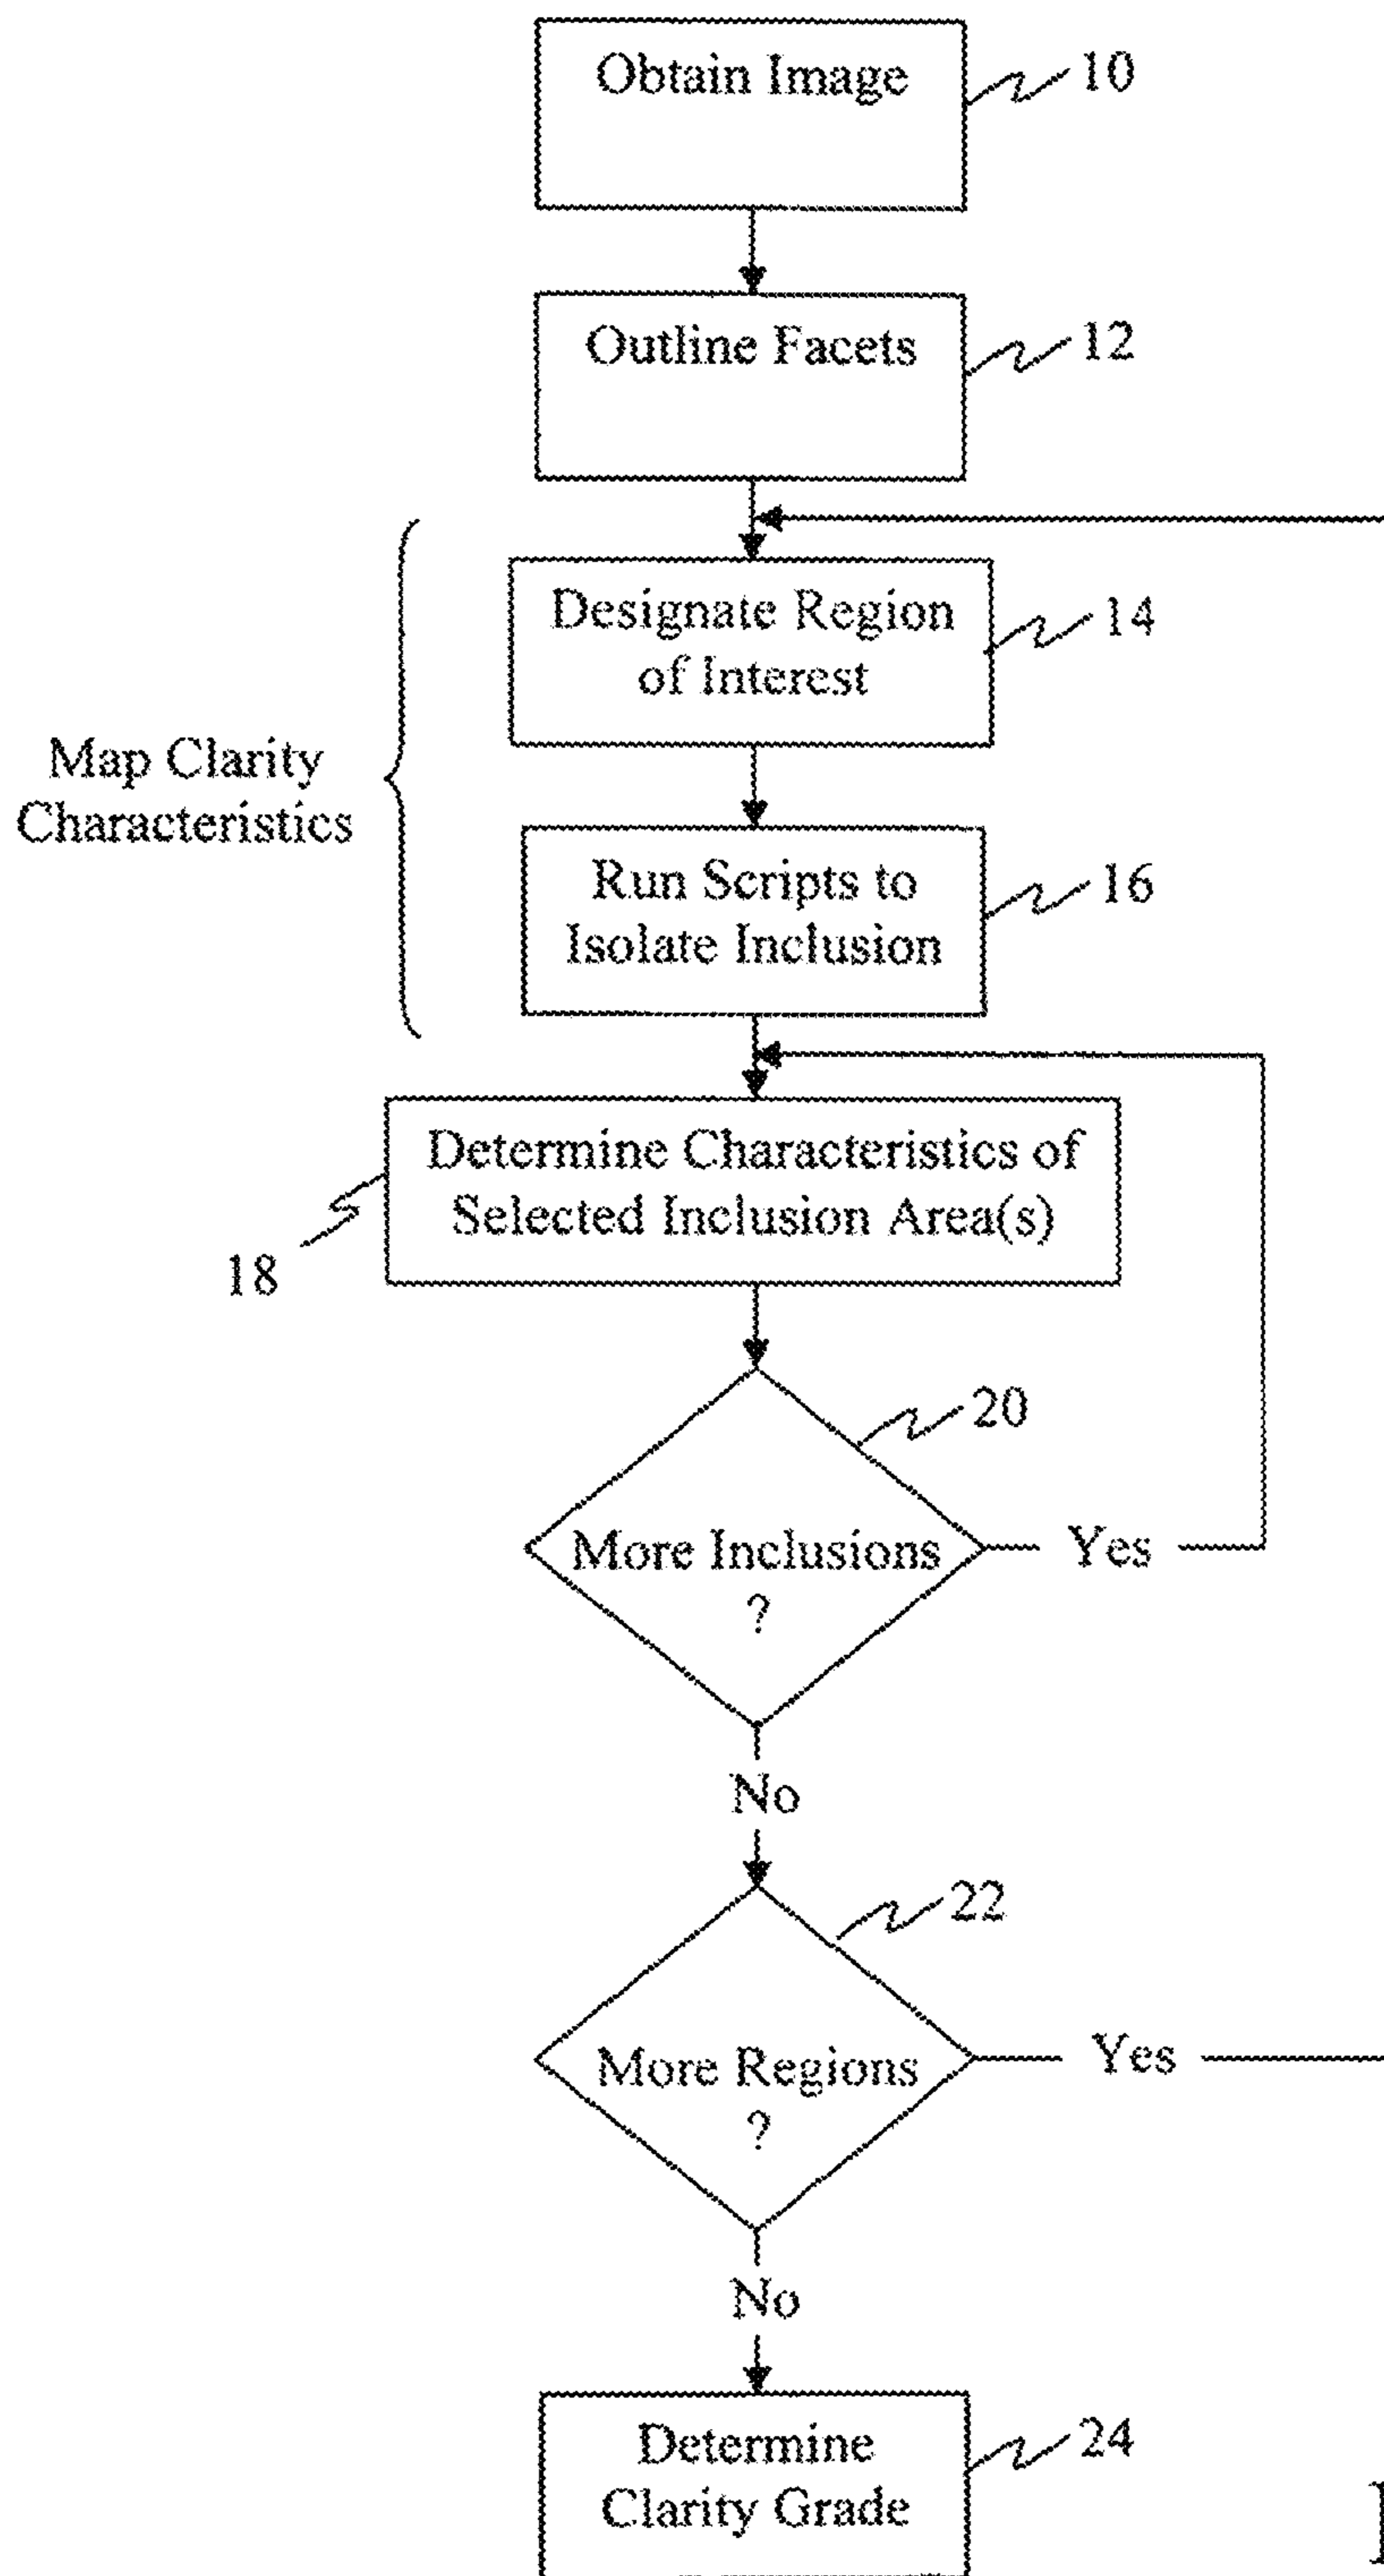 Obtain Image
10
Outline Facets
12
Designate Region
of Interest
14
Map Clarity
Characteristics
Run Scripts to
Isolate Inclusion
16
Determine Characteristics of
Selected Inclusion Area(s)
18
20
More Inclusions
?
Yes
No
22
More Regions
?
Yes
No
Determine
Clarity Grade
24